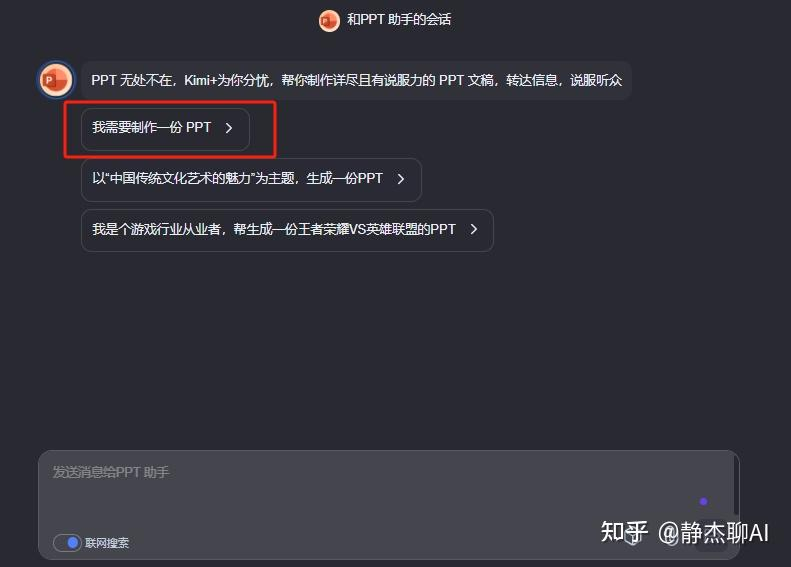 和PPT 助手的会话
P
PPT 无处不在，Kimi+为你分忧，帮你制作详尽且有说服力的 PPT 文稿，转达信息，说服听众
我需要制作一份 PPT
以“中国传统文化艺术的魅力”为主题，生成一份PPT
我是个游戏行业从业者，帮生成一份王者荣耀VS英雄联盟的PPT
发送消息给PPT 助手
联网搜索
知乎 @静杰聊AI